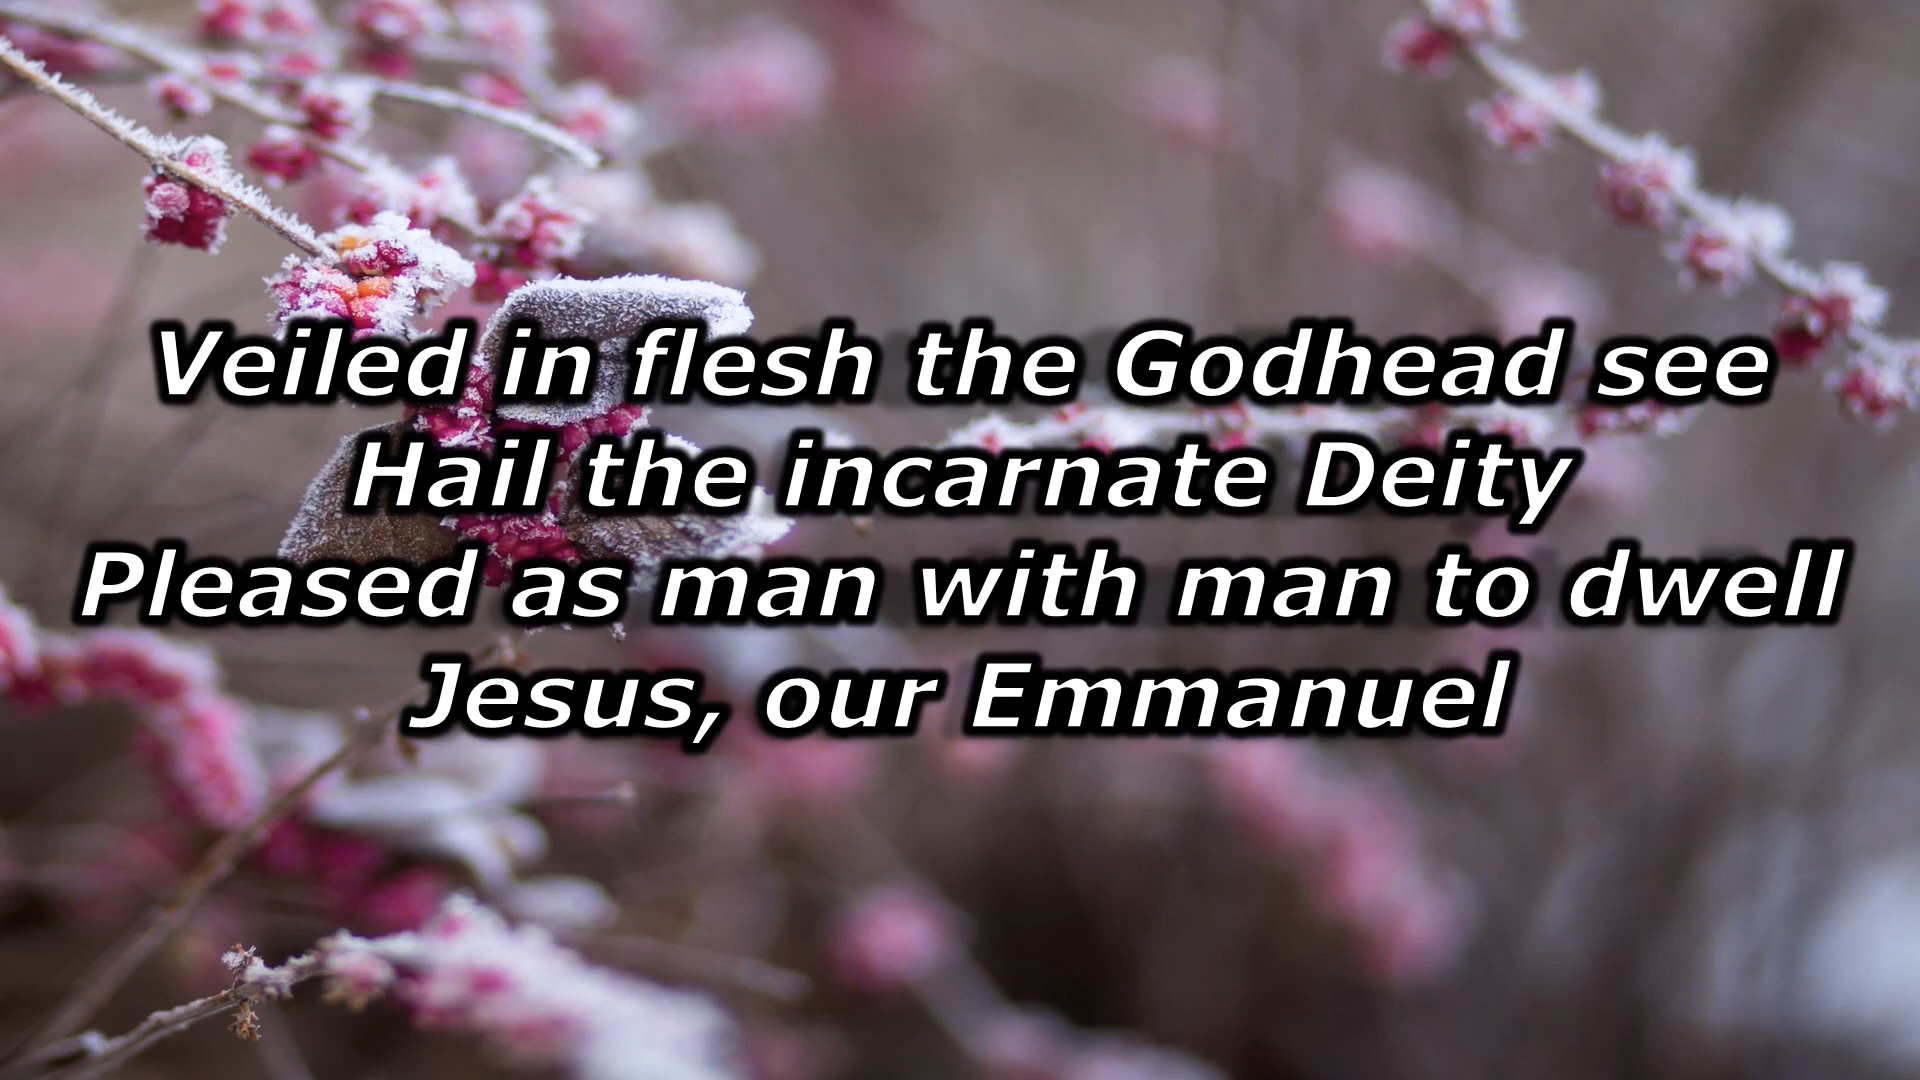 Veiled in flesh the Godhead see
Hail the incarnate Deity
Pleased as man with man to dwell
Jesus, our Emmanuel